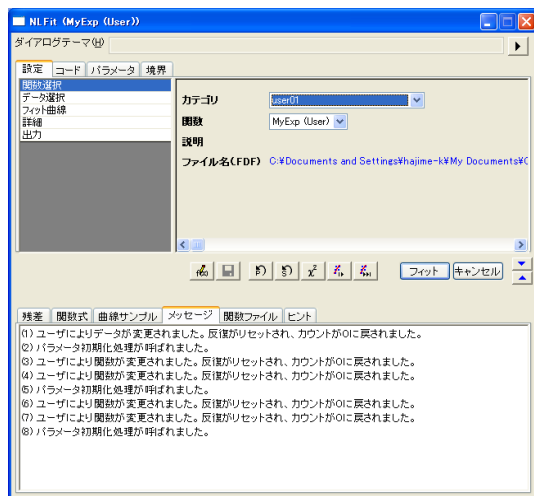 NLFit (MyExp (User))
ダイアログテーマ(H)
設定 コード パラメータ 境界
関数選択
データ選択
フィット曲線
詳細
出力
カテゴリ user01
関数 MyExp (User)
説明
ファイル名(.FDF) C:¥Documents and Settings¥hajime-k¥My Documents¥
フィット キャンセル
残差 関数式 曲線サンプル メッセージ 関数ファイル ヒント
(1) ユーザによりデータが変更されました。反復がリセットされ、カウントが0に戻されました。
(2) パラメータ初期化処理が呼ばれました。
(3) ユーザにより関数が変更されました。反復がリセットされ、カウントが0に戻されました。
(4) ユーザにより関数が変更されました。反復がリセットされ、カウントが0に戻されました。
(5) パラメータ初期化処理が呼ばれました。
(6) ユーザにより関数が変更されました。反復がリセットされ、カウントが0に戻されました。
(7) ユーザにより関数が変更されました。反復がリセットされ、カウントが0に戻されました。
(8) パラメータ初期化処理が呼ばれました。